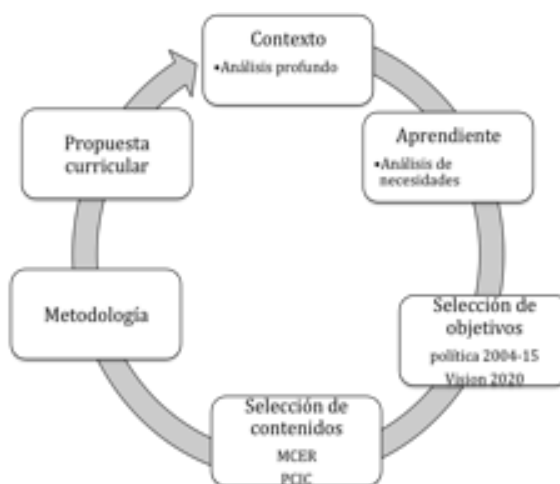 Contexto
•Análisis profundo
Aprendiente
•Análisis de
necesidades
Selección de
objetivos
política 2004-15
Vision 2020
Selección de
contenidos
MCER
PCIC
Metodología
Propuesta
curricular